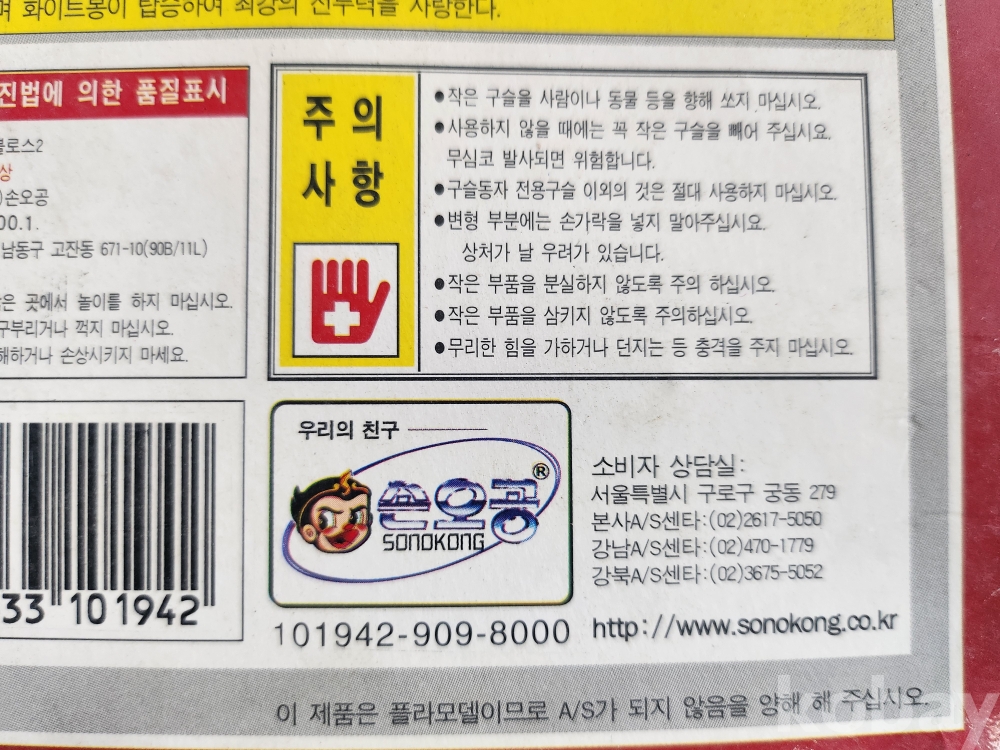 며 화이트몽이 탑승하여 최강의 전투력을 자랑한다.
진법에 의한 품질표시
블로스2
상
)손오공
00.1.
남동구 고잔동 671-10(90B/11L)
은 곳에서 놀이를 하지 마십시오.
구부리거나 꺽지 마십시오.
해하거나 손상시키지 마세요.
주 의
사 항
●작은 구슬을 사람이나 동물 등을 향해 쏘지 마십시오.
●사용하지 않을 때에는 꼭 작은 구슬을 빼어 주십시요.
무심코 발사되면 위험합니다.
●구슬동자 전용구슬 이외의 것은 절대 사용하지 마십시오.
●변형 부분에는 손가락을 넣지 말아주십시요.
상처가 날 우려가 있습니다.
●작은 부품을 분실하지 않도록 주의 하십시오.
●작은 부품을 삼키지 않도록 주의하십시오.
●무리한 힘을 가하거나 던지는 등 충격을 주지 마십시오.
33 101942
우리의 친구
손오공®
SONOKONG
101942-909-8000
소비자 상담실:
서울특별시 구로구 궁동 279
본사A/S센타:(02)2617-5050
강남A/S센타:(02)470-1779
강북A/S센타:(02)3675-5052
http://www.sonokong.co.kr
이 제품은 플라모델이므로 A/S가 되지 않음을 양해 해 주십시오.
kobay